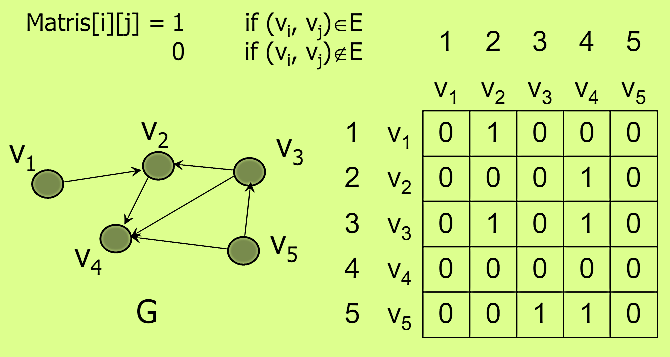 Matris[i][j] = 1 if (vi, vj)∈E
0 if (vi, vj)∉E
1 2 3 4 5
v1 v2 v3 v4 v5
1 v1 0 1 0 0 0
2 v2 0 0 0 1 0
3 v3 0 1 0 1 0
4 v4 0 0 0 0 0
5 v5 0 0 1 1 0
v1
v2
v3
v4
v5
G